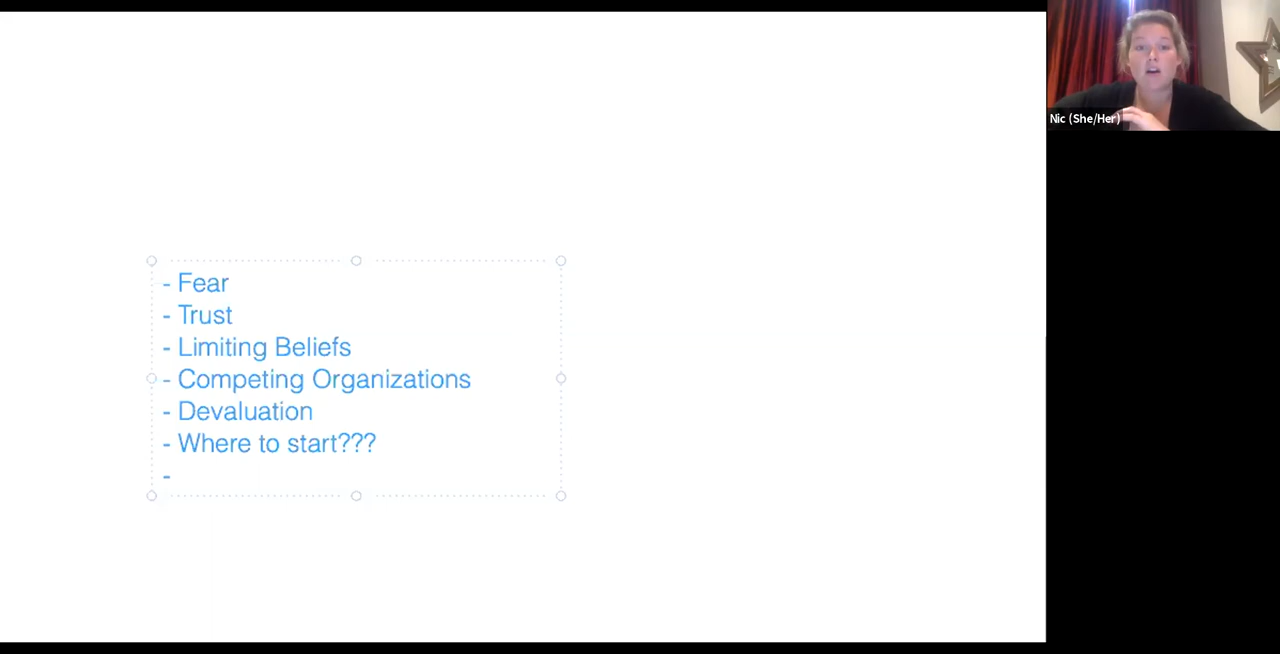 - Fear
- Trust
- Limiting Beliefs
- Competing Organizations
- Devaluation
- Where to start???
-
Nic (She/Her)